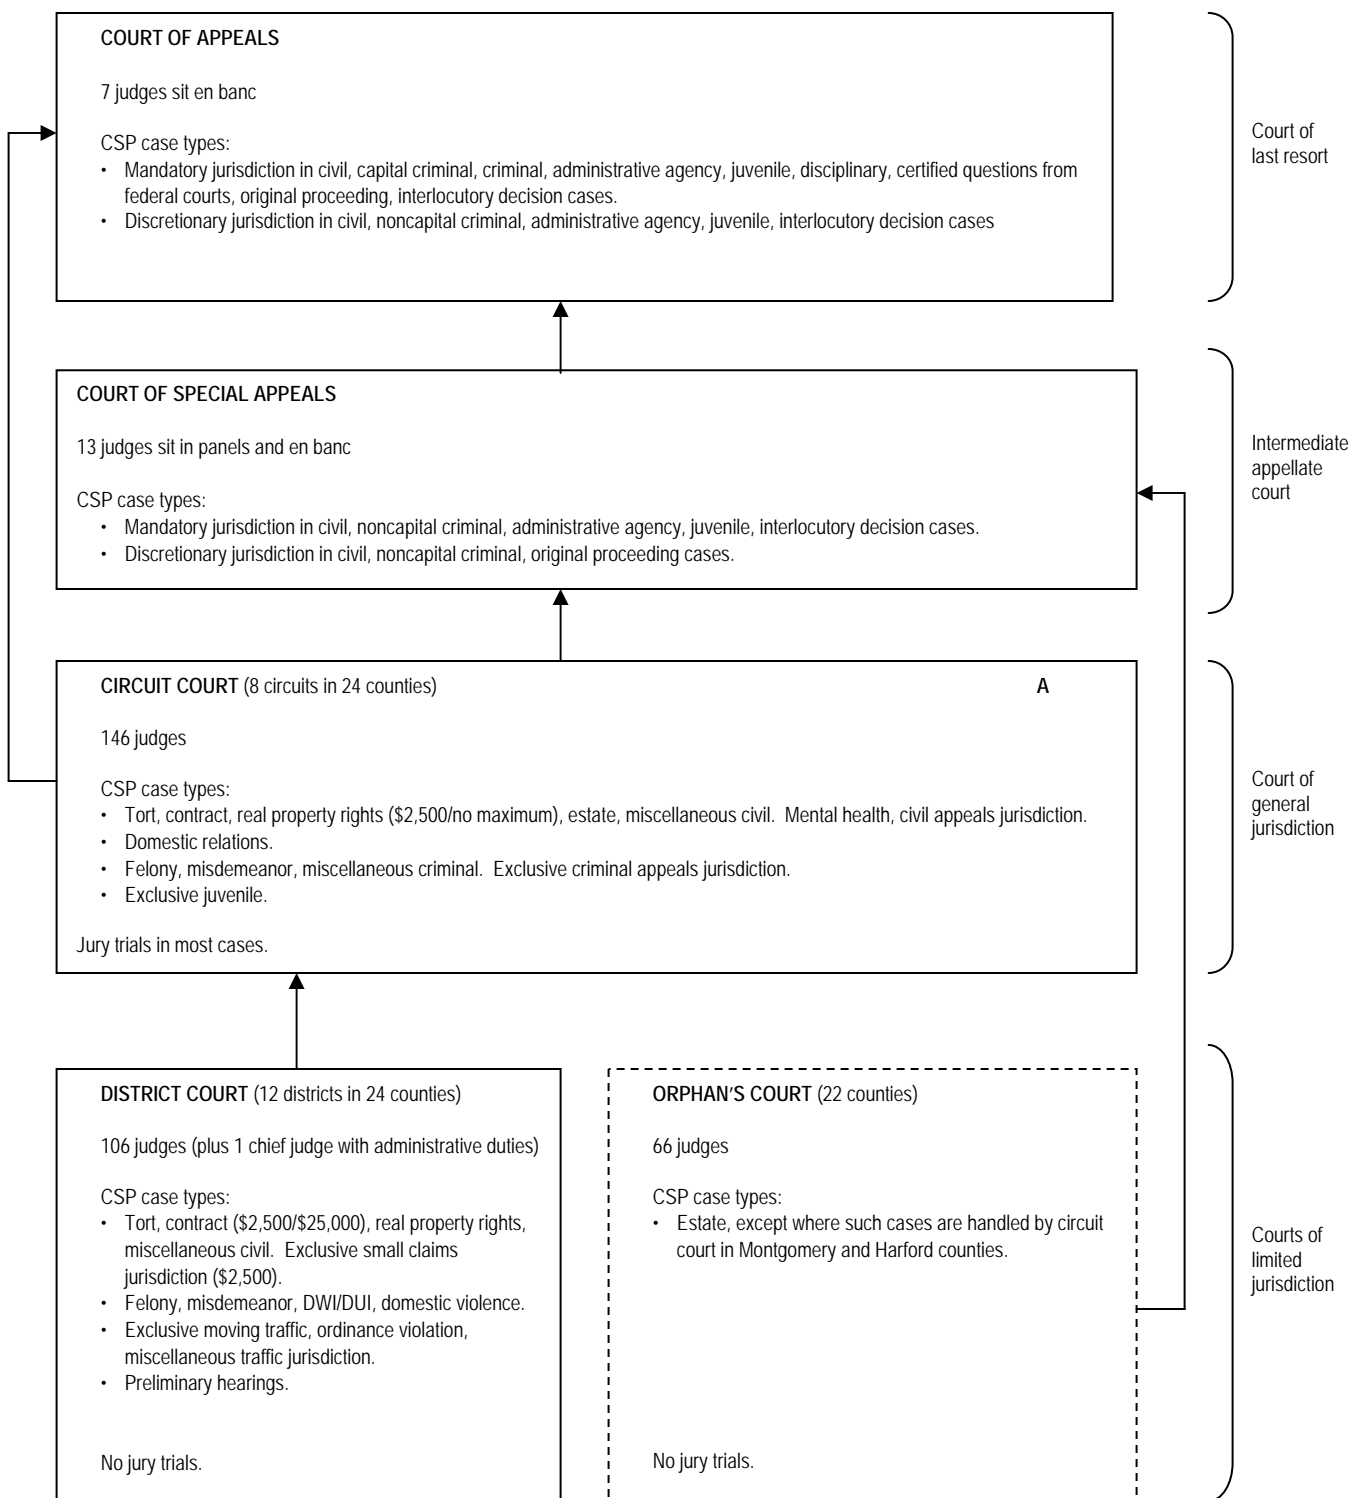 COURT OF APPEALS
7 judges sit en banc
CSP case types:
• Mandatory jurisdiction in civil, capital criminal, criminal, administrative agency, juvenile, disciplinary, certified questions from
federal courts, original proceeding, interlocutory decision cases.
• Discretionary jurisdiction in civil, noncapital criminal, administrative agency, juvenile, interlocutory decision cases
Court of
last resort
COURT OF SPECIAL APPEALS
13 judges sit in panels and en banc
CSP case types:
• Mandatory jurisdiction in civil, noncapital criminal, administrative agency, juvenile, interlocutory decision cases.
• Discretionary jurisdiction in civil, noncapital criminal, original proceeding cases.
Intermediate
appellate
court
CIRCUIT COURT (8 circuits in 24 counties) A
146 judges
CSP case types:
• Tort, contract, real property rights ($2,500/no maximum), estate, miscellaneous civil. Mental health, civil appeals jurisdiction.
• Domestic relations.
• Felony, misdemeanor, miscellaneous criminal. Exclusive criminal appeals jurisdiction.
• Exclusive juvenile.
Jury trials in most cases.
Court of
general
jurisdiction
DISTRICT COURT (12 districts in 24 counties)
106 judges (plus 1 chief judge with administrative duties)
CSP case types:
• Tort, contract ($2,500/$25,000), real property rights,
miscellaneous civil. Exclusive small claims
jurisdiction ($2,500).
• Felony, misdemeanor, DWI/DUI, domestic violence.
• Exclusive moving traffic, ordinance violation,
miscellaneous traffic jurisdiction.
• Preliminary hearings.
No jury trials.
ORPHAN'S COURT (22 counties)
66 judges
CSP case types:
• Estate, except where such cases are handled by circuit
court in Montgomery and Harford counties.
No jury trials.
Courts of
limited
jurisdiction